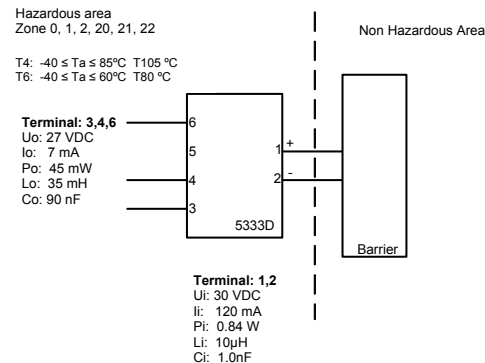 Hazardous area
Zone 0, 1, 2, 20, 21, 22
Non Hazardous Area
T4: -40 ≤ Ta ≤ 85ºC T105 ºC
T6: -40 ≤ Ta ≤ 60ºC T80 ºC
Terminal: 3,4,6
Uo: 27 VDC
Io: 7 mA
Po: 45 mW
Lo: 35 mH
Co: 90 nF
6
5
4
3
1
+
2
-
5333D
Barrier
Terminal: 1,2
Ui: 30 VDC
Ii: 120 mA
Pi: 0.84 W
Li: 10µH
Ci: 1.0nF